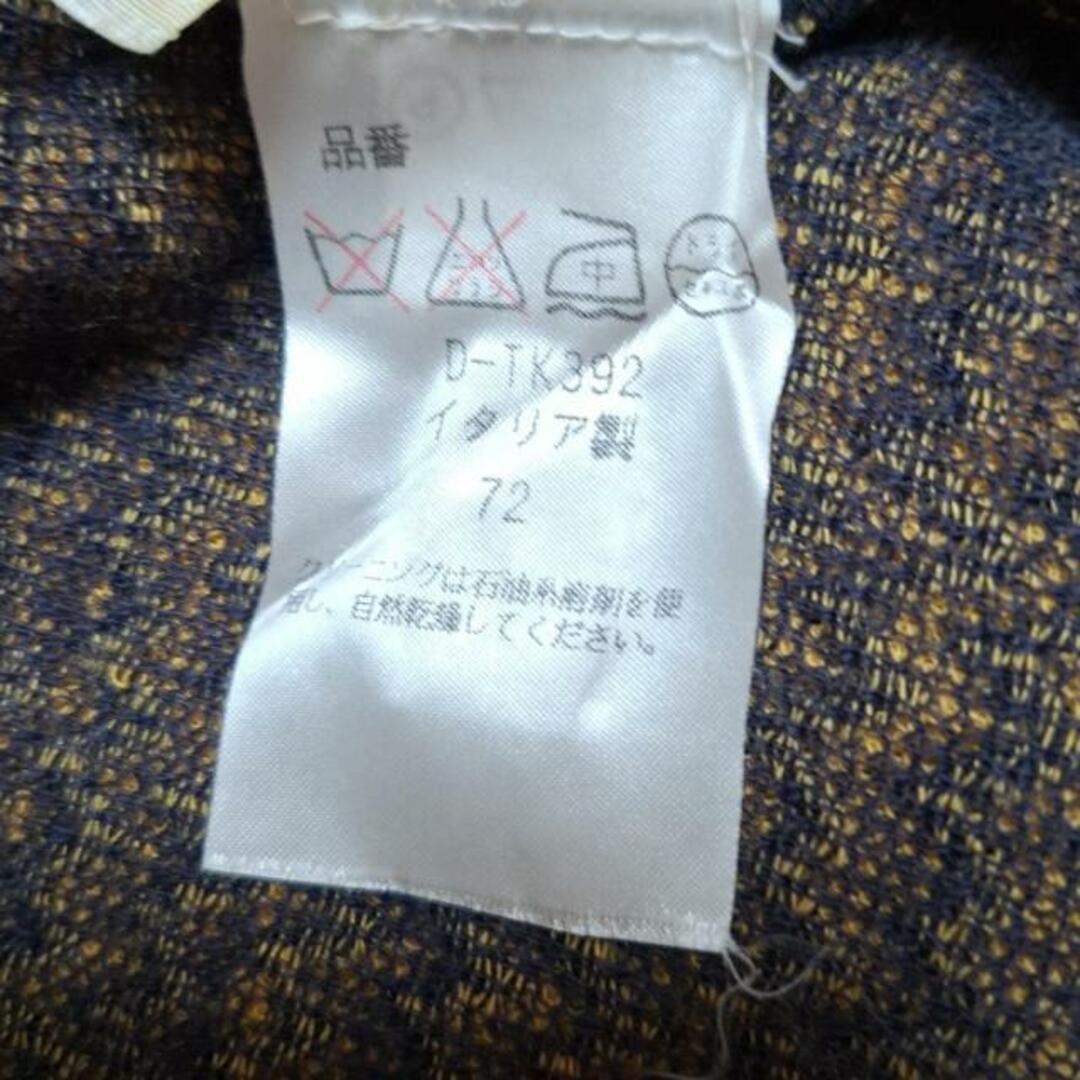 品番
中
ドライ
D-TK392
イタリア製
72
クリーニングは石油系溶剤を使
用し、自然乾燥してください。